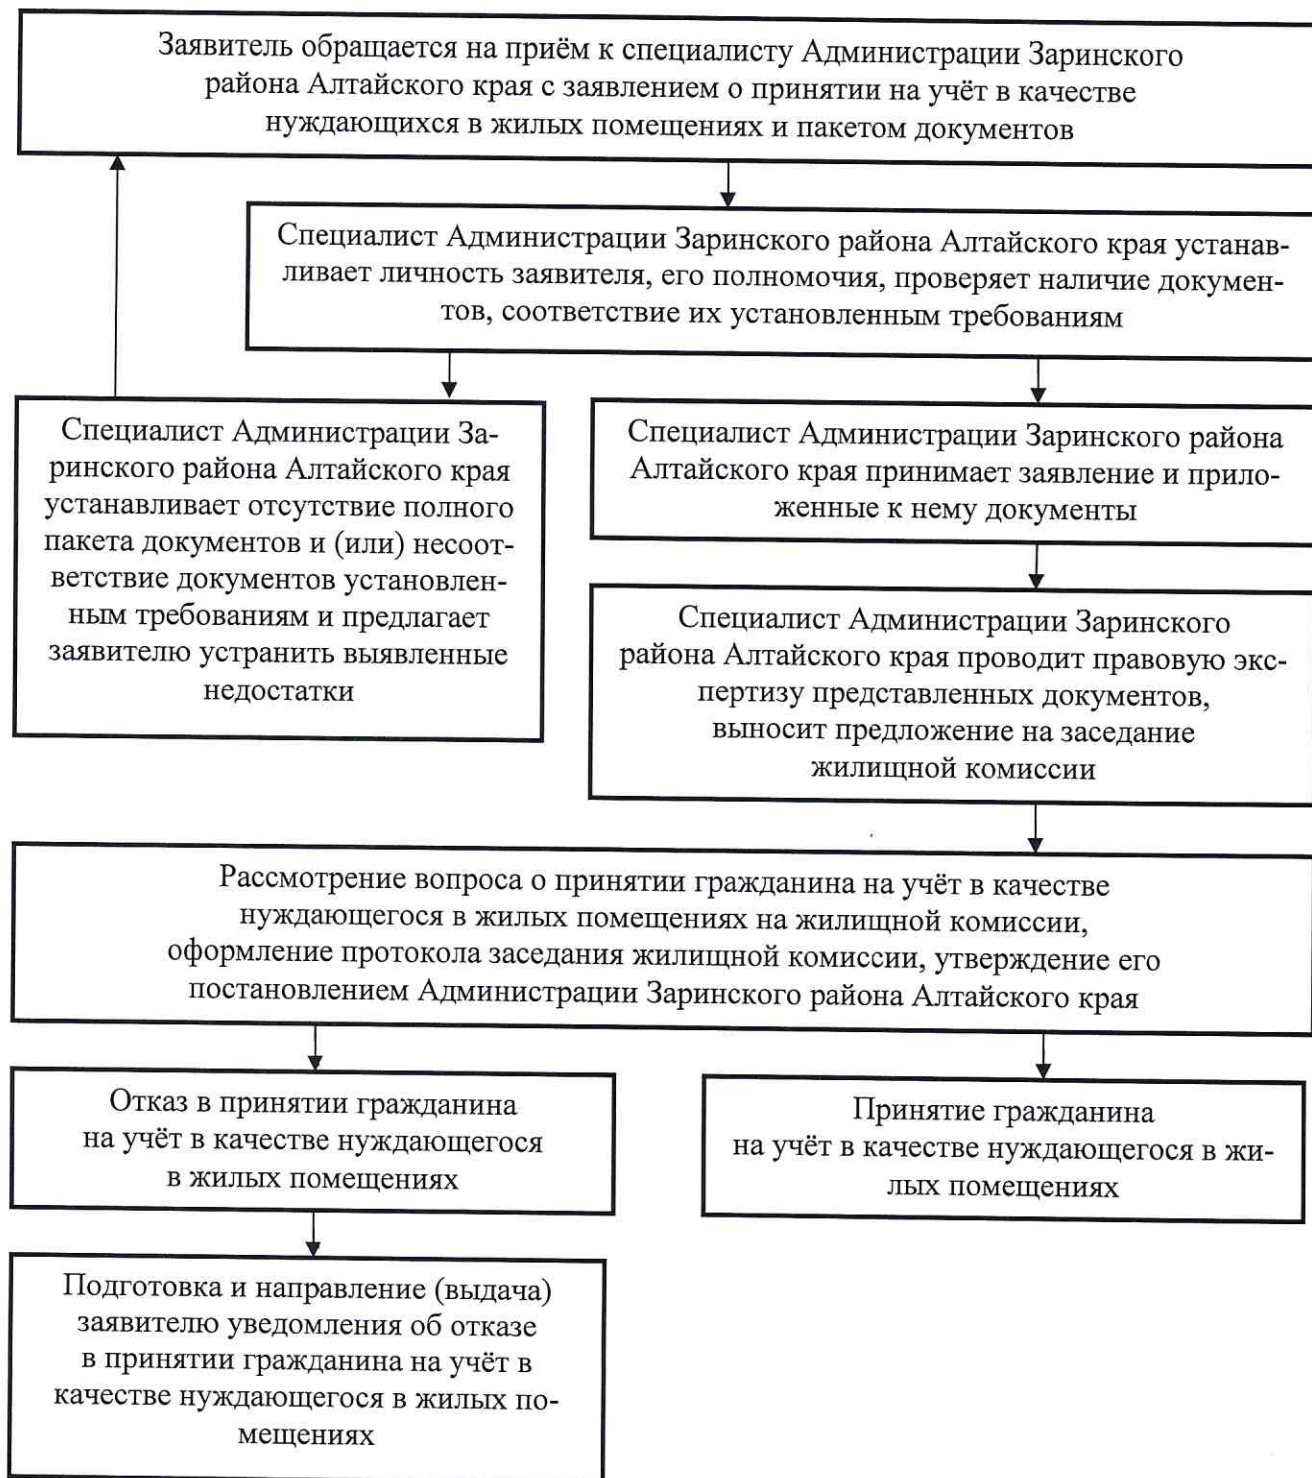 Заявитель обращается на приём к специалисту Администрации Заринского
района Алтайского края с заявлением о принятии на учёт в качестве
нуждающихся в жилых помещениях и пакетом документов
Специалист Администрации Заринского района Алтайского края устанав-
ливает личность заявителя, его полномочия, проверяет наличие докумен-
тов, соответствие их установленным требованиям
Специалист Администрации За-
ринского района Алтайского края
устанавливает отсутствие полного
пакета документов и (или) несоот-
ветствие документов установлен-
ным требованиям и предлагает
заявителю устранить выявленные
недостатки
Специалист Администрации Заринского района
Алтайского края принимает заявление и прило-
женные к нему документы
Специалист Администрации Заринского
района Алтайского края проводит правовую экс-
пертизу представленных документов,
выносит предложение на заседание
жилищной комиссии
Рассмотрение вопроса о принятии гражданина на учёт в качестве
нуждающегося в жилых помещениях на жилищной комиссии,
оформление протокола заседания жилищной комиссии, утверждение его
постановлением Администрации Заринского района Алтайского края
Отказ в принятии гражданина
на учёт в качестве нуждающегося
в жилых помещениях
Принятие гражданина
на учёт в качестве нуждающегося в жи-
лых помещениях
Подготовка и направление (выдача)
заявителю уведомления об отказе
в принятии гражданина на учёт в
качестве нуждающегося в жилых по-
мещениях